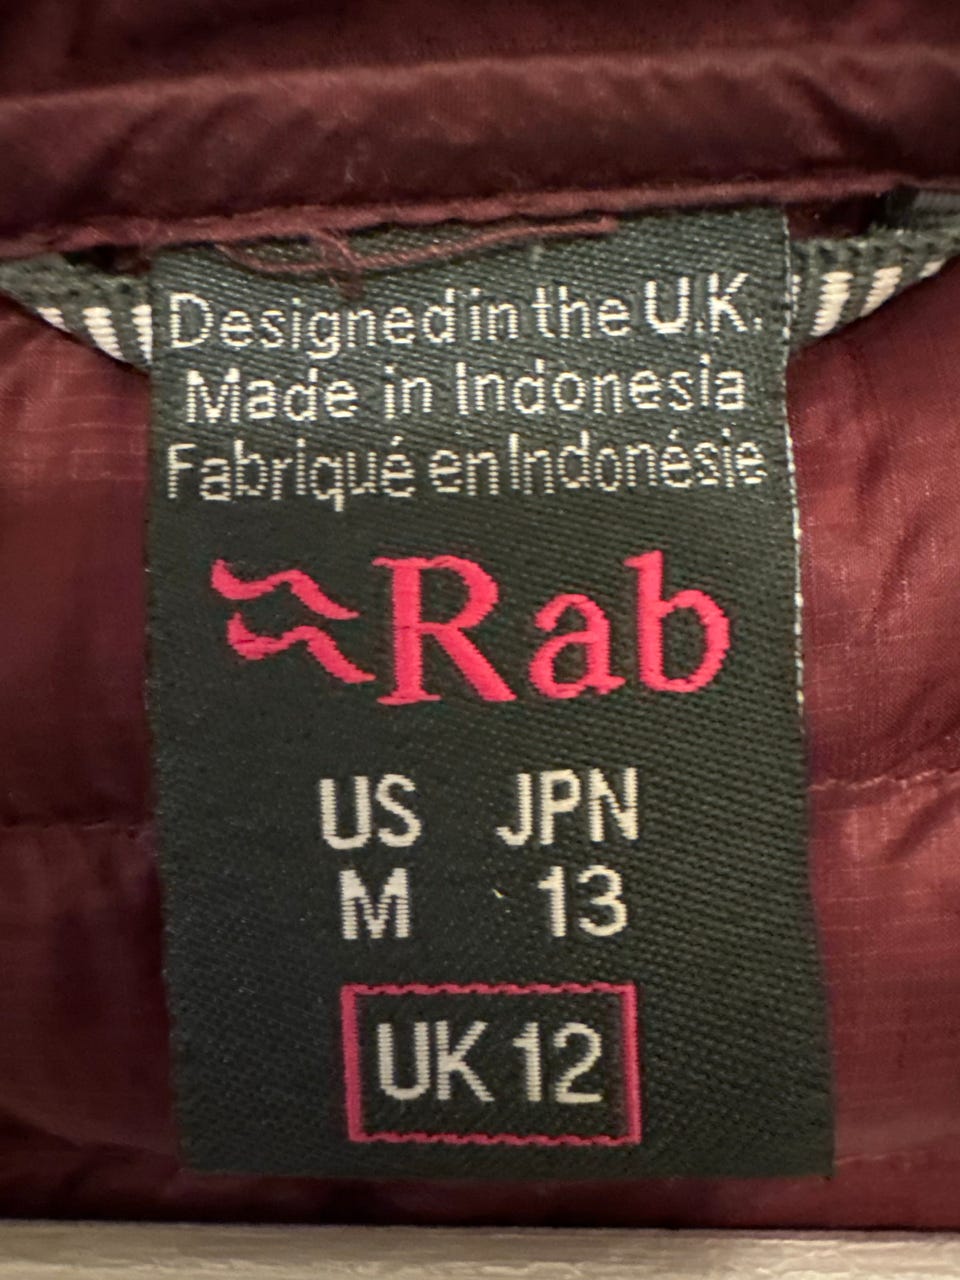 Designed in the U.K.
Made in Indonesia
Fabriqué en Indonésie
Rab
US JPN
M 13
UK 12